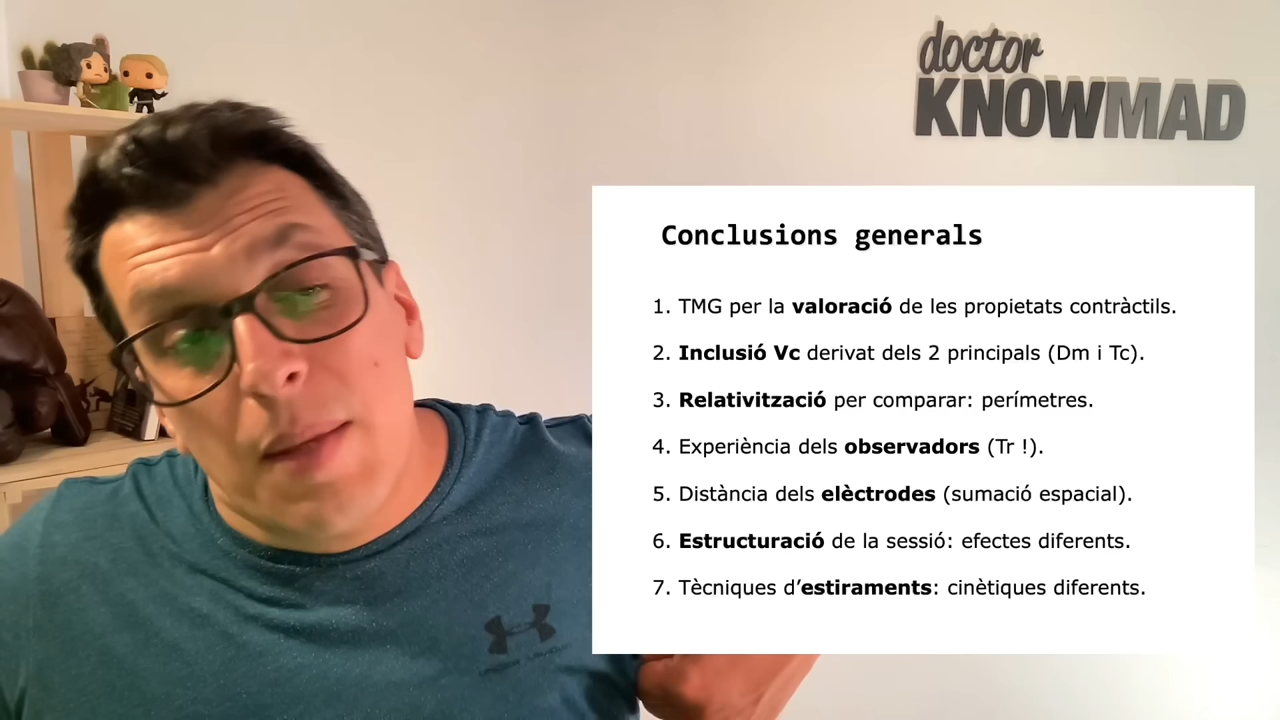 doctor
KNOWMAD
Conclusions generals
1. TMG per la valoració de les propietats contràctils.
2. Inclusió Vc derivat dels 2 principals (Dm i Tc).
3. Relativització per comparar: perímetres.
4. Experiència dels observadors (Tr !).
5. Distància dels elèctrodes (sumació espacial).
6. Estructuració de la sessió: efectes diferents.
7. Tècniques d’estiraments: cinètiques diferents.